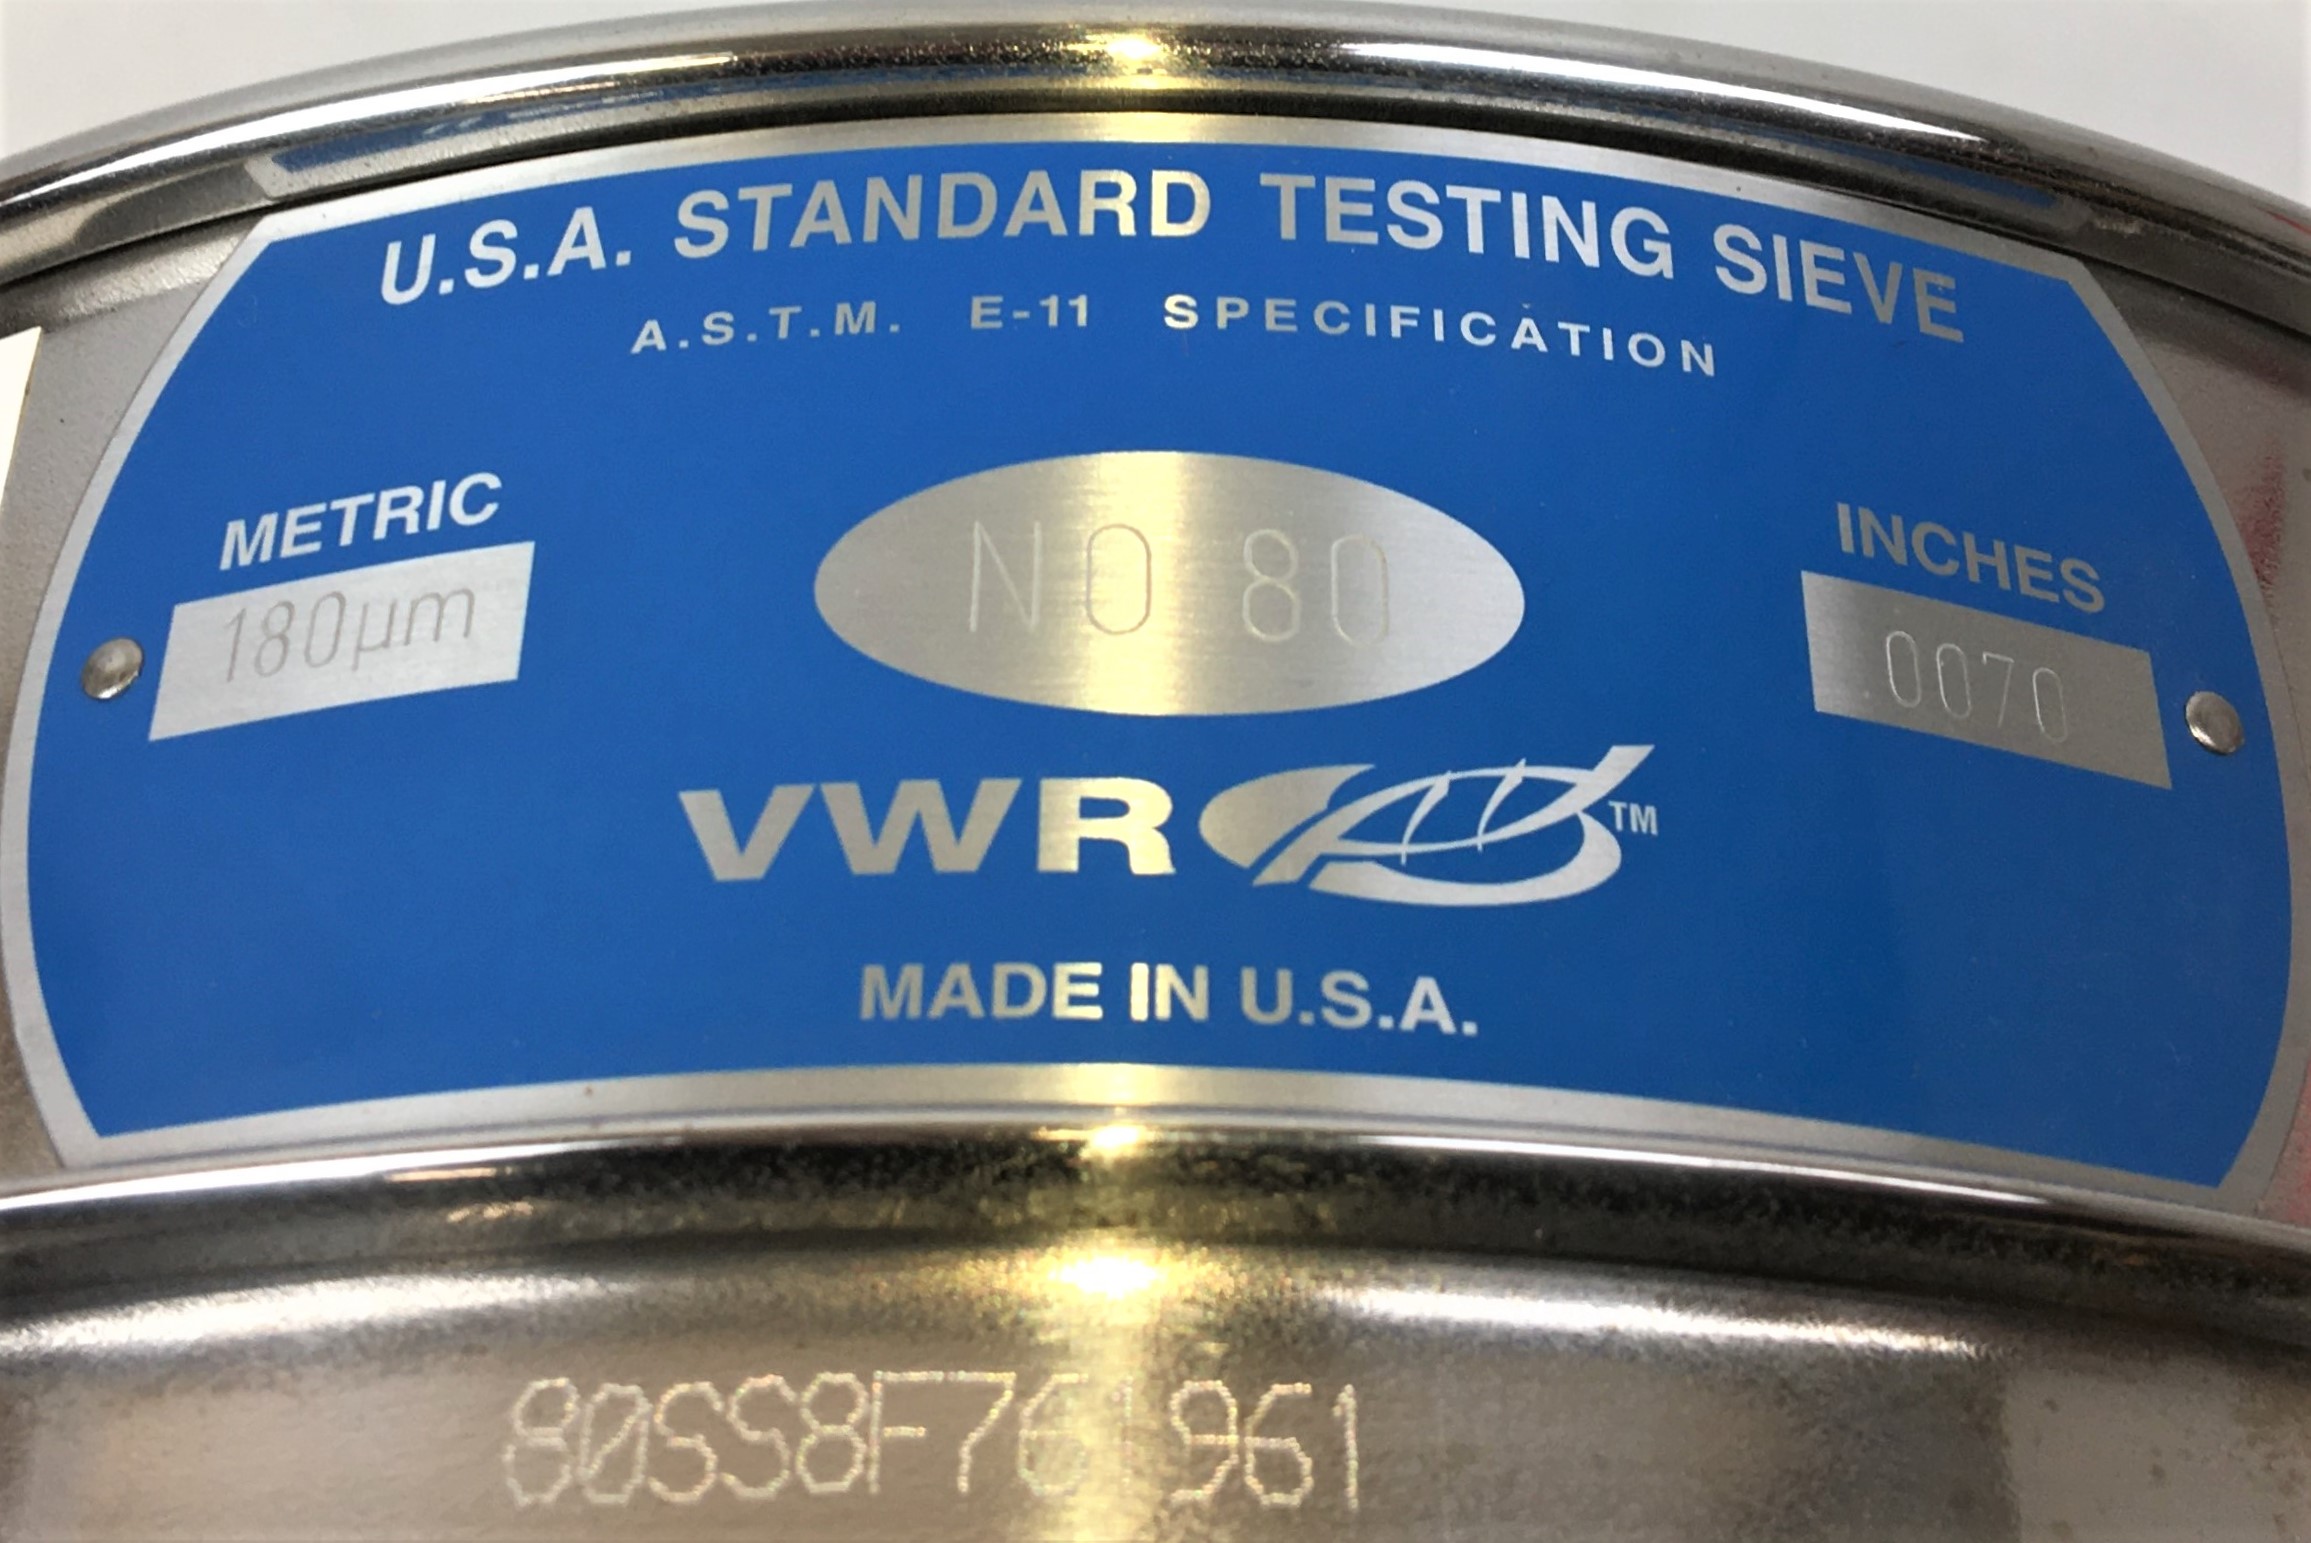 U.S.A. STANDARD TESTING SIEVE
A.S.T.M. E-11 SPECIFICATION
METRIC
180µm
NO 80
INCHES
0070
VWR TM
MADE IN U.S.A.
80SS8F761961